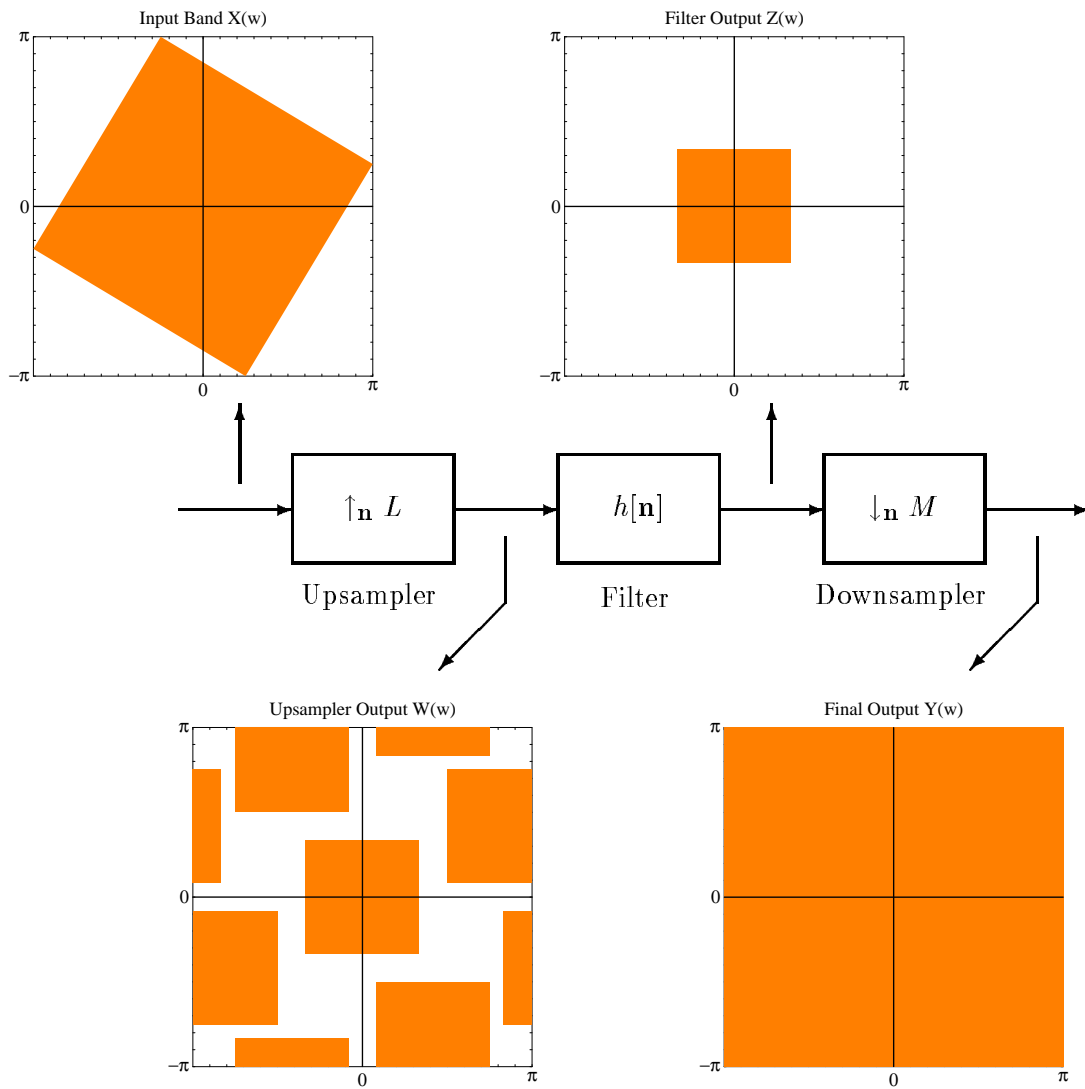 Input Band X(w)
π
0
−π
0
π
Filter Output Z(w)
π
0
−π
0
π
↑n L
h[n]
↓n M
Upsampler
Filter
Downsampler
Upsampler Output W(w)
π
0
−π
0
π
Final Output Y(w)
π
0
−π
0
π